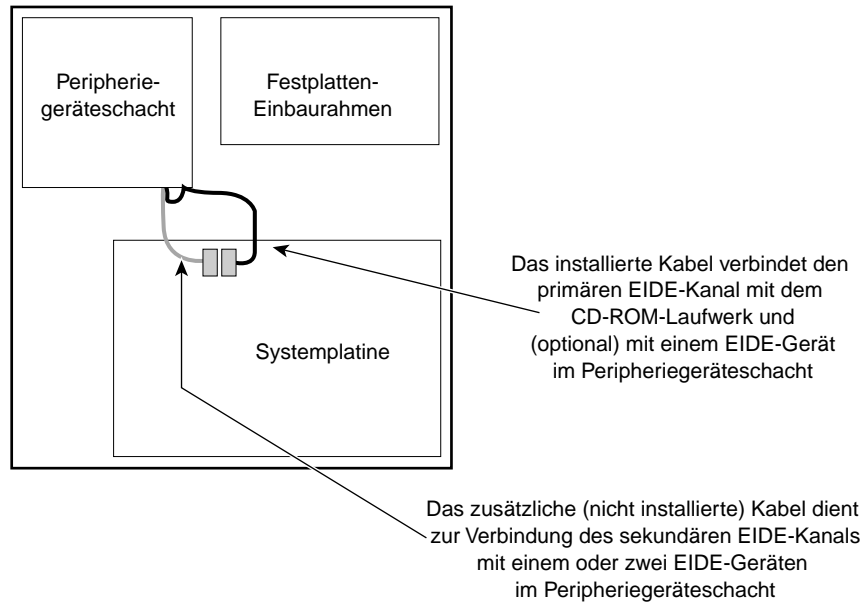 Peripherie-
geräteschacht
Festplatten-
Einbaurahmen
Systemplatine
Das installierte Kabel verbindet den
primären EIDE-Kanal mit dem
CD-ROM-Laufwerk und
(optional) mit einem EIDE-Gerät
im Peripheriegeräteschacht
Das zusätzliche (nicht installierte) Kabel dient
zur Verbindung des sekundären EIDE-Kanals
mit einem oder zwei EIDE-Geräten
im Peripheriegeräteschacht